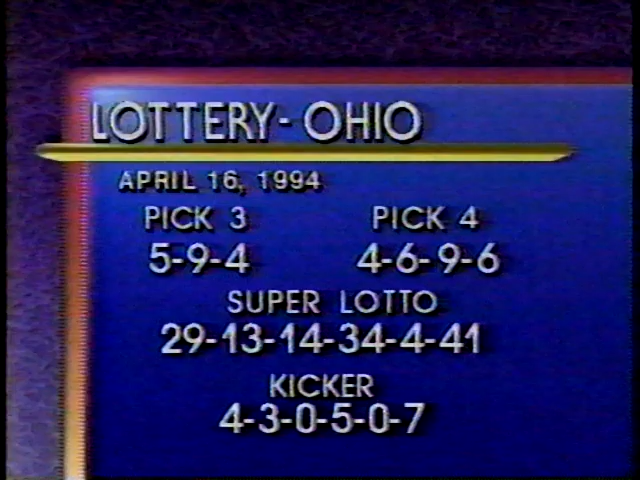 LOTTERY- OHIO
APRIL 16, 1994
PICK 3 PICK 4
5-9-4 4-6-9-6
SUPER LOTTO
29-13-14-34-4-41
KICKER
4-3-0-5-0-7